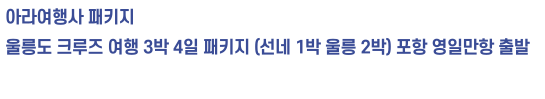 아라여행사 패키지
울릉도 크루즈 여행 3박 4일 패키지 (선네 1박 울릉 2박) 포항 영일만항 출발